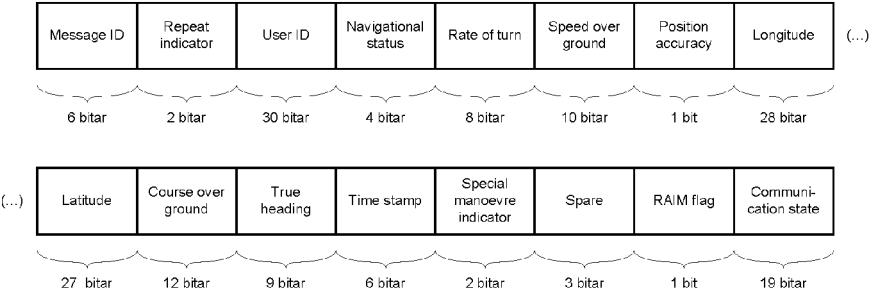 Message ID
Repeat
indicator
User ID
Navigational
status
Rate of turn
Speed over
ground
Position
accuracy
Longitude
(...)
6 bitar
2 bitar
30 bitar
4 bitar
8 bitar
10 bitar
1 bit
28 bitar
(...)
Latitude
Course over
ground
True
heading
Time stamp
Special
manoevre
indicator
Spare
RAIM flag
Communi-
cation state
27 bitar
12 bitar
9 bitar
6 bitar
2 bitar
3 bitar
1 bit
19 bitar